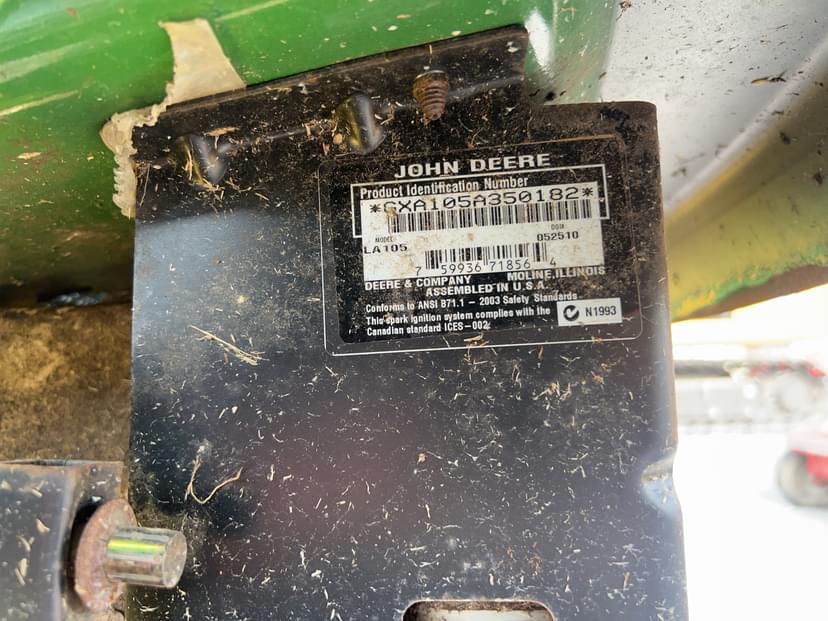 JOHN DEERE
Product Identification Number
*GXA105A350182*
MODEL DOM
LA105 052510
7 59936 71856 4
DEERE & COMPANY MOLINE, ILLINOIS
ASSEMBLED IN U.S.A.
Conforms to ANSI B71.1 - 2003 Safety Standards
This spark ignition system complies with the
Canadian standard ICES-002
N1993